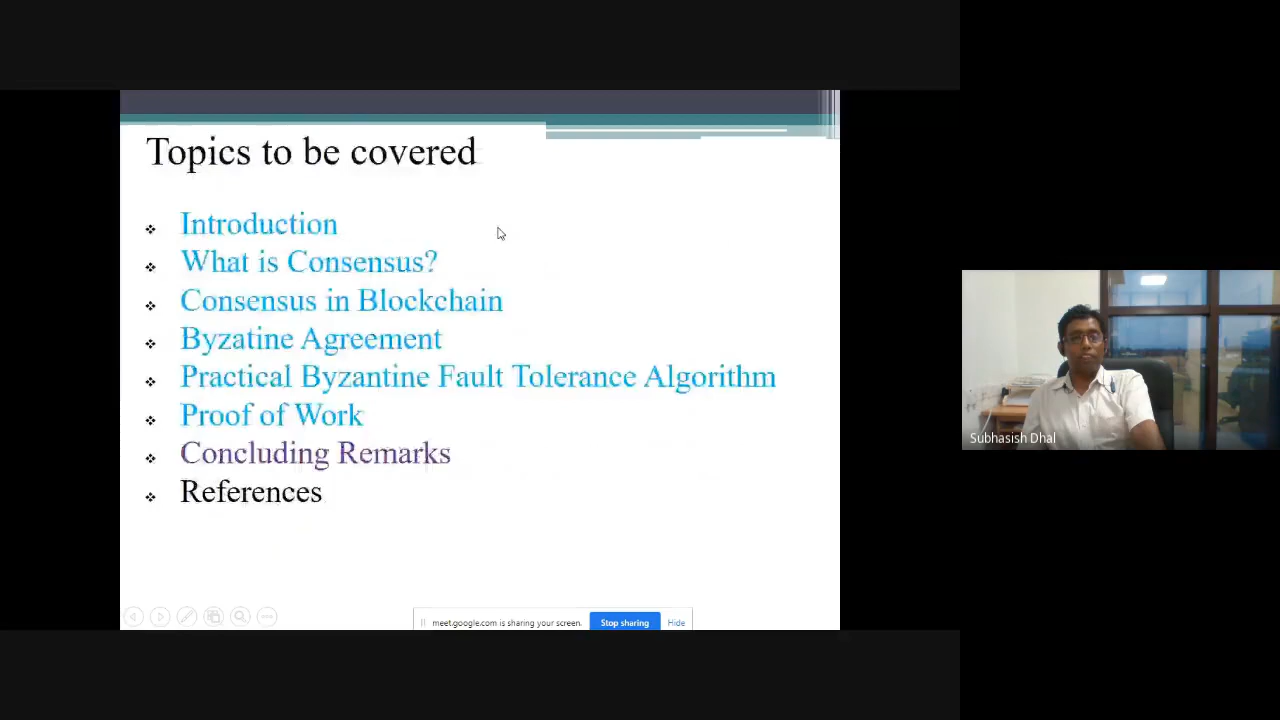 Topics to be covered
Introduction
What is Consensus?
Consensus in Blockchain
Byzatine Agreement
Practical Byzantine Fault Tolerance Algorithm
Proof of Work
Concluding Remarks
References
meet.google.com is sharing your screen.
Stop sharing
Hide
Subhasish Dhal